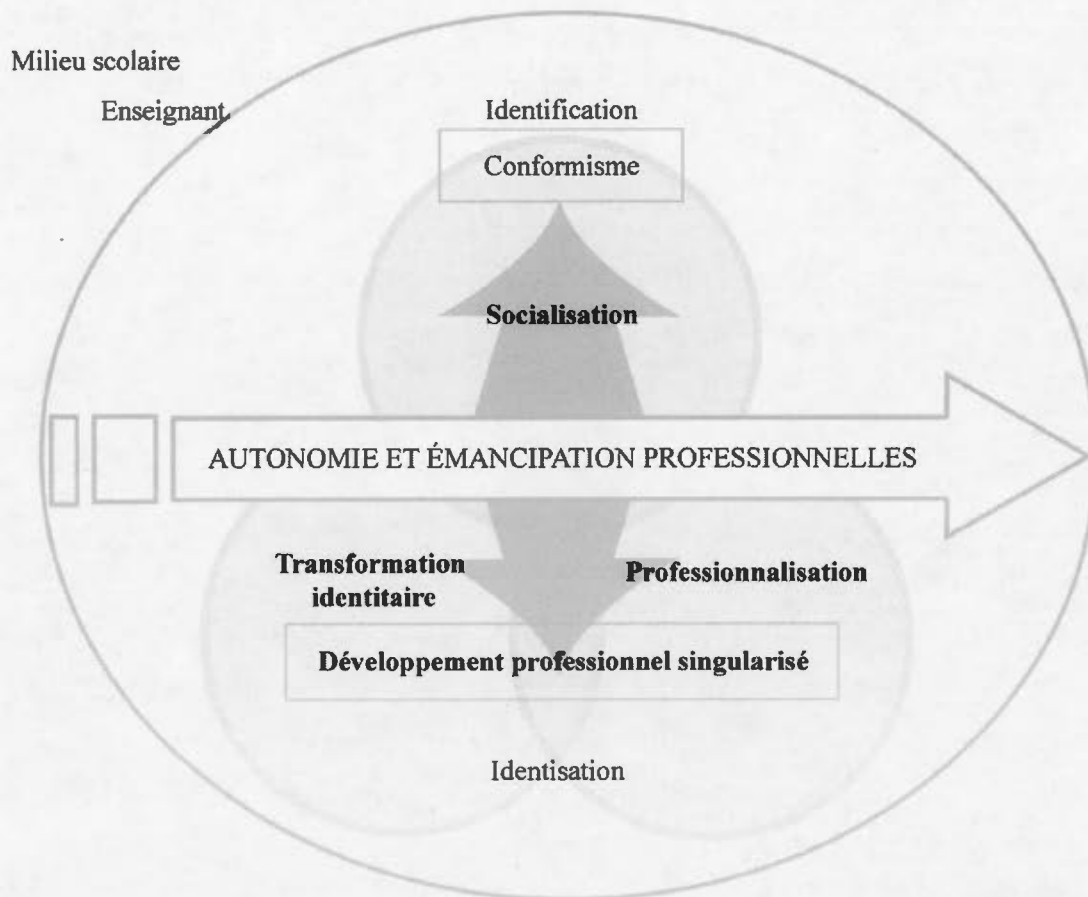 Milieu scolaire
Enseignant
Identification
Conformisme
Socialisation
AUTONOMIE ET ÉMANCIPATION PROFESSIONNELLES
Transformation
identitaire
Professionnalisation
Développement professionnel singularisé
Identisation